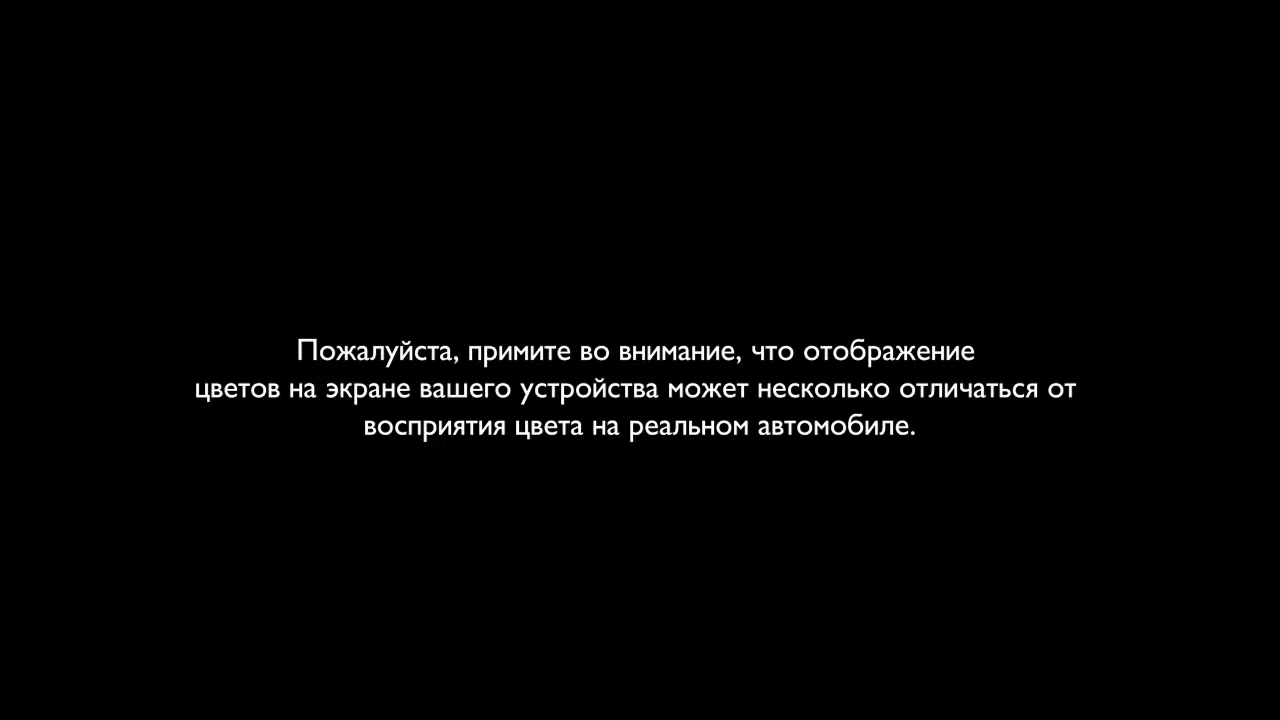 Пожалуйста, примите во внимание, что отображение
цветов на экране вашего устройства может несколько отличаться от
восприятия цвета на реальном автомобиле.